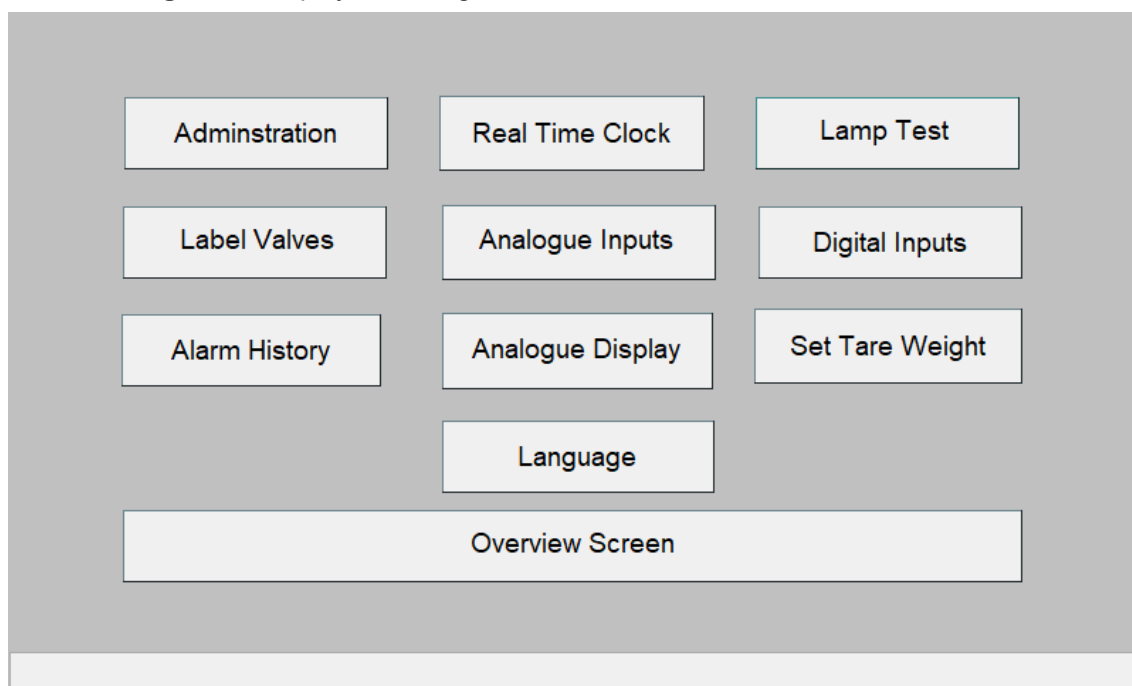 Adminstration
Real Time Clock
Lamp Test
Label Valves
Analogue Inputs
Digital Inputs
Alarm History
Analogue Display
Set Tare Weight
Language
Overview Screen